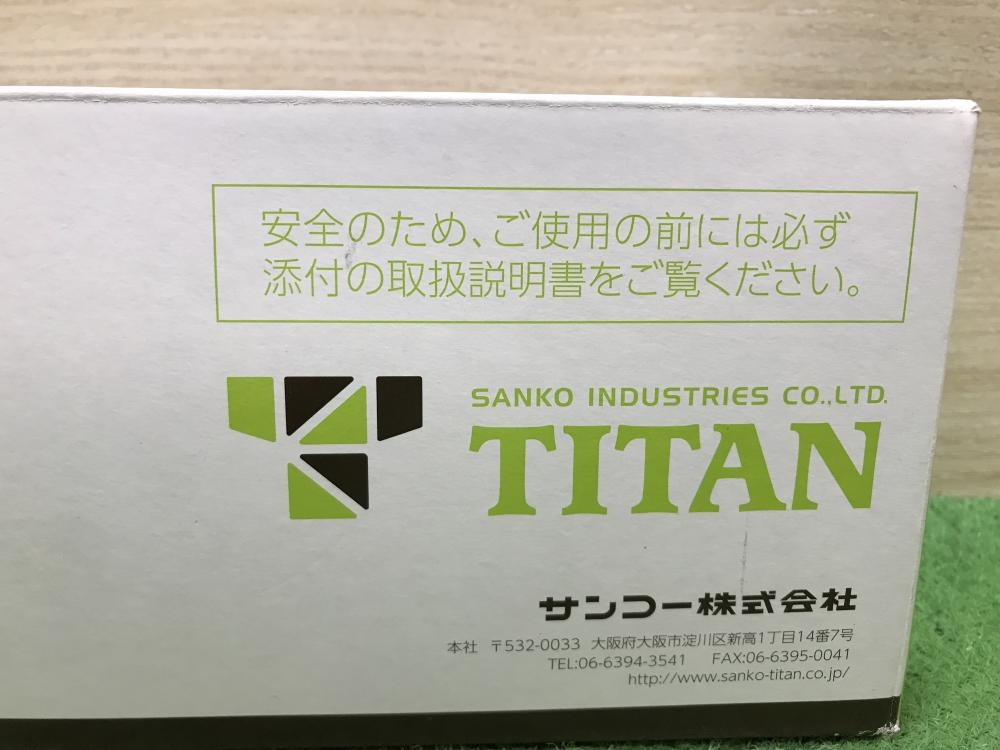 安全のため、ご使用の前には必ず
添付の取扱説明書をご覧ください。
SANKO INDUSTRIES CO.,LTD.
TITAN
サンコー株式会社
本社 〒532-0033 大阪府大阪市淀川区新高1丁目14番7号
TEL:06-6394-3541 FAX:06-6395-0041
http://www.sanko-titan.co.jp/